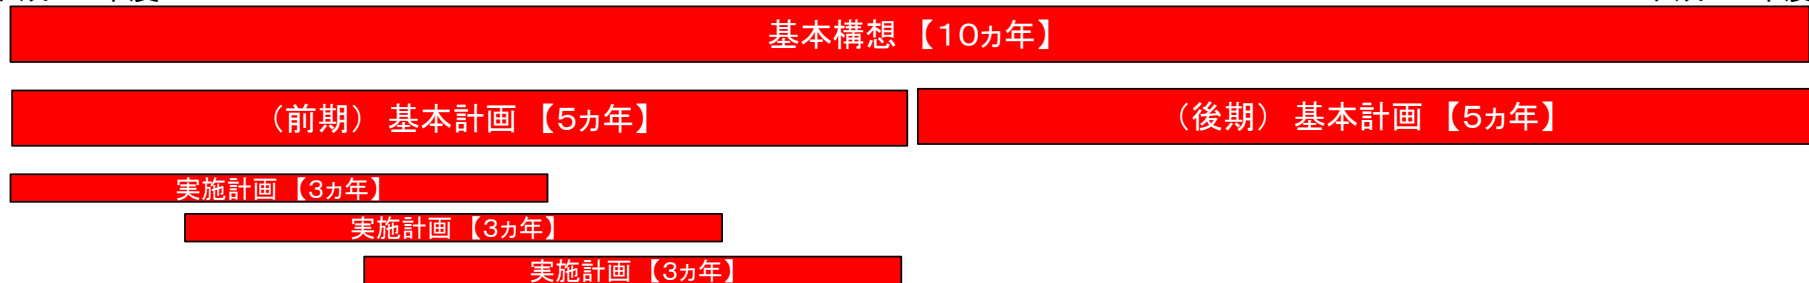 基本構想 【１０ヵ年】
（前期） 基本計画 【５ヵ年】
（後期） 基本計画 【５ヵ年】
実施計画 【３ヵ年】
実施計画 【３ヵ年】
実施計画 【３ヵ年】